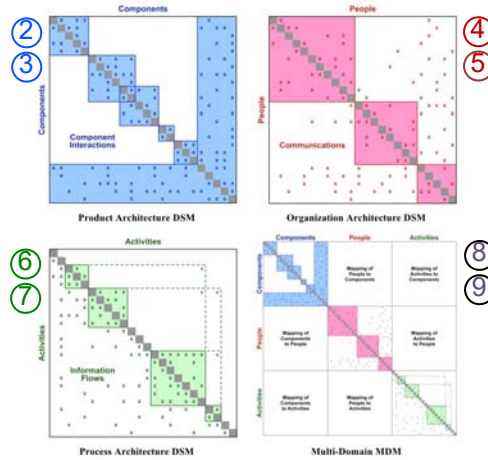 Components
People
2
3
4
5
Components
People
Component
Interactions
Communications
Product Architecture DSM
Organization Architecture DSM
Activities
Components
People
Activities
6
7
8
9
Activities
Information
Flows
Components
Mapping of
People to
Components
Mapping of
Activities to
Components
People
Mapping of
Components
to People
Mapping of
Activities to
People
Activities
Mapping of
Components
to Activities
Mapping of
People to
Activities
Process Architecture DSM
Multi-Domain MDM